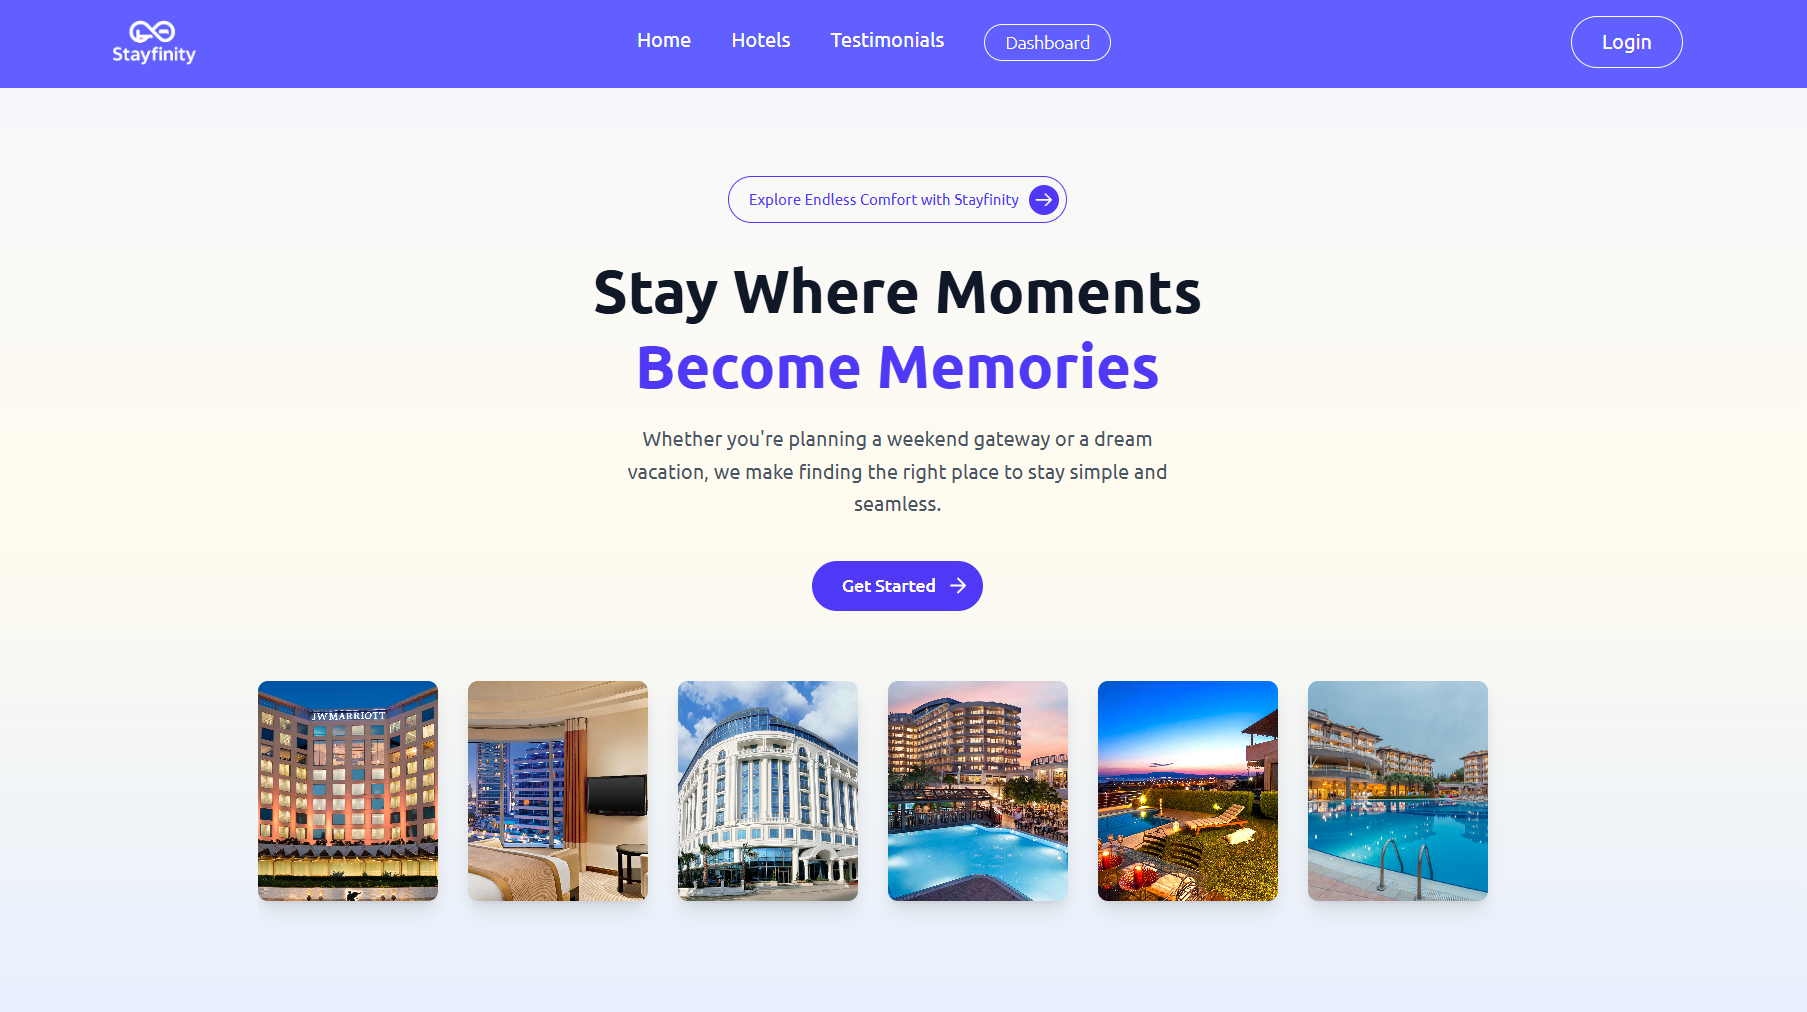 Stayfinity
Home
Hotels
Testimonials
Dashboard
Login
Explore Endless Comfort with Stayfinity
Stay Where Moments
Become Memories
Whether you're planning a weekend gateway or a dream
vacation, we make finding the right place to stay simple and
seamless.
Get Started
JWMARRIOTT